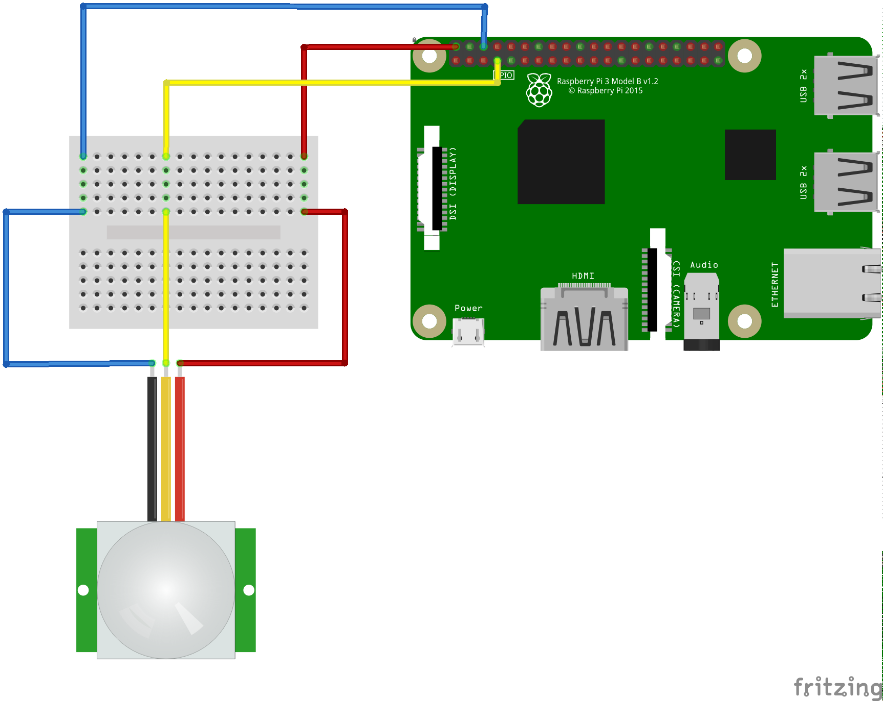 GPIO
Raspberry Pi 3 Model B v1.2
© Raspberry Pi 2015
USB 2x
DSI (DISPLAY)
USB 2x
HDMI
CSI (CAMERA)
Audio
ETHERNET
Power
fritzing